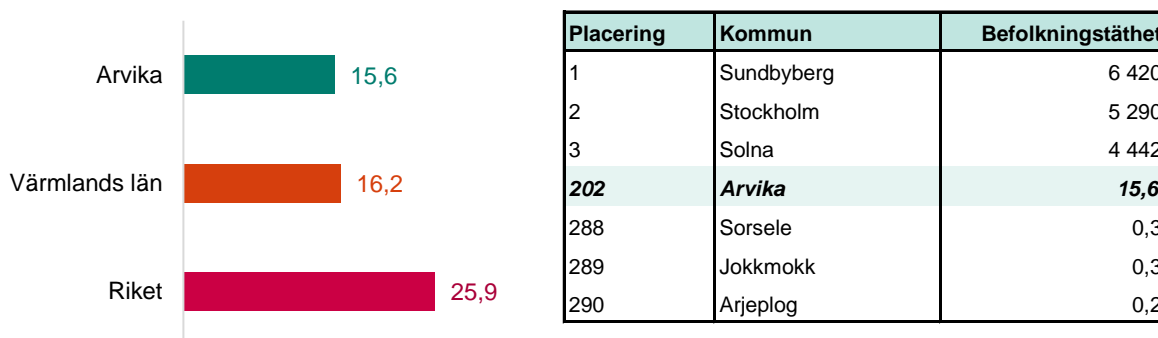 Arvika 15,6
Värmlands län 16,2
Riket 25,9
Placering Kommun Befolkningstäthet
1 Sundbyberg 6 420
2 Stockholm 5 290
3 Solna 4 442
202 Arvika 15,6
288 Sorsele 0,3
289 Jokkmokk 0,3
290 Arjeplog 0,2